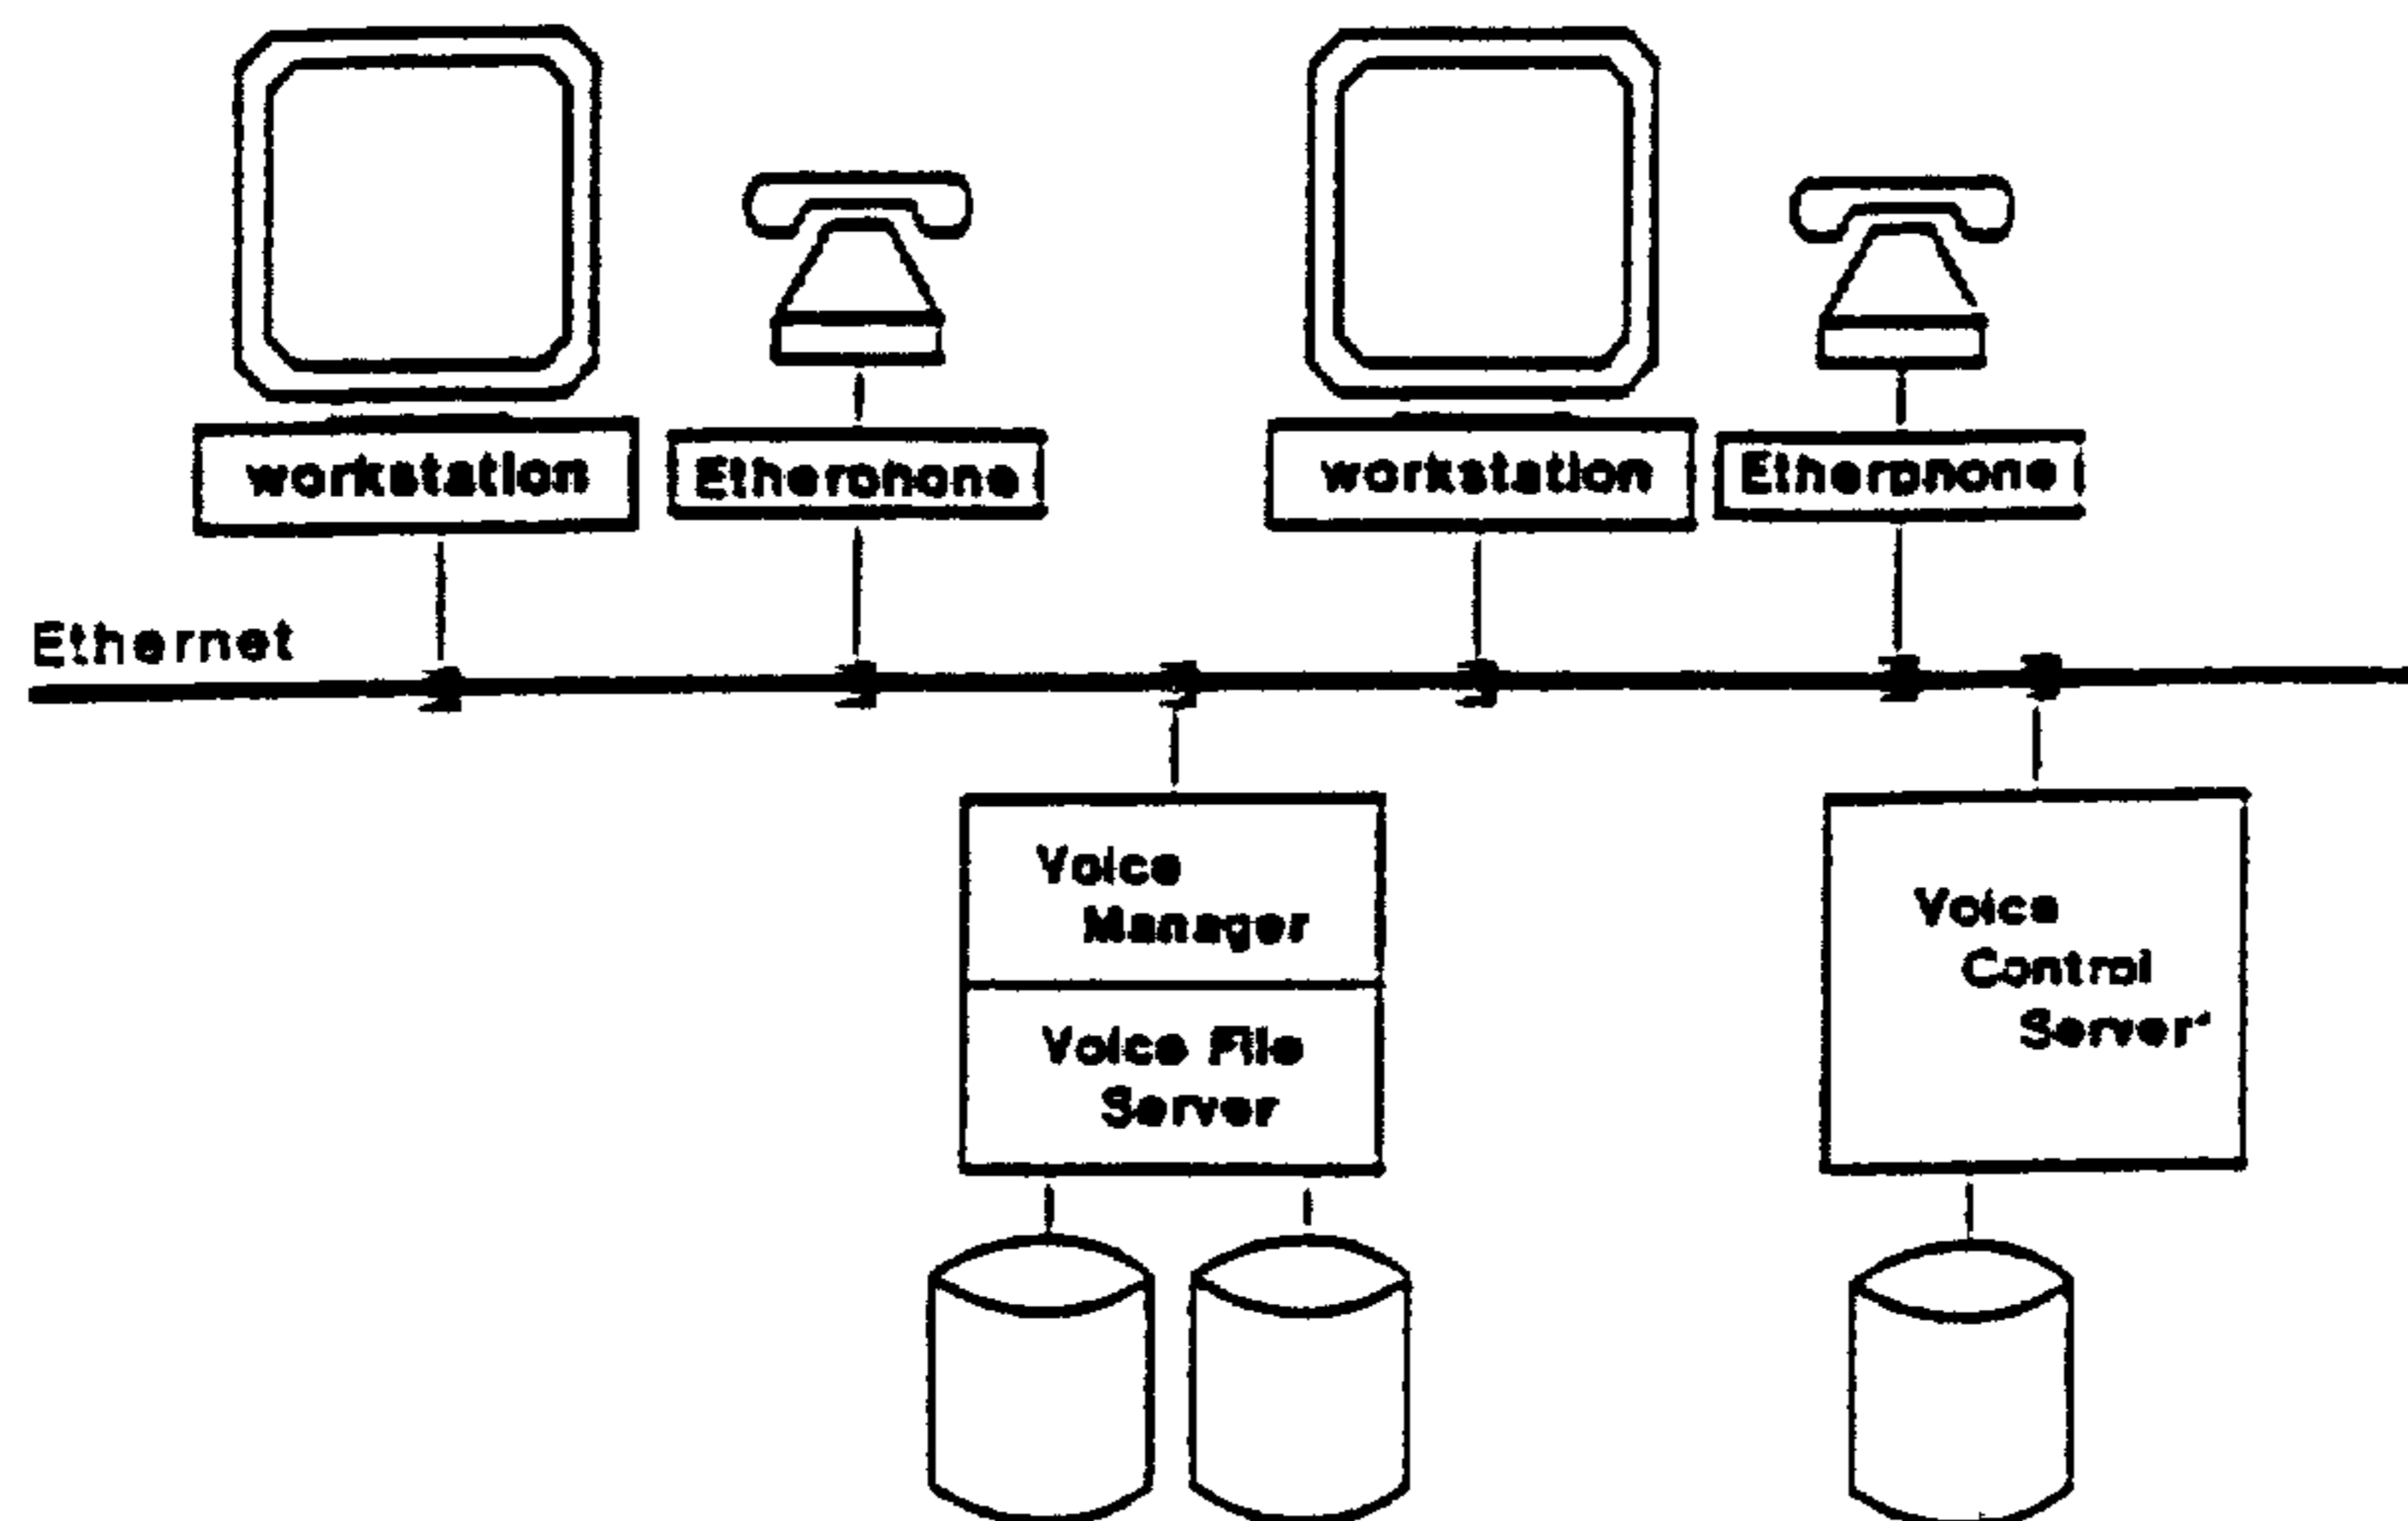 workstation
Etherphone
workstation
Etherphone
Ethernet
Voice
Manager
Voice File
Server
Voice
Control
Server